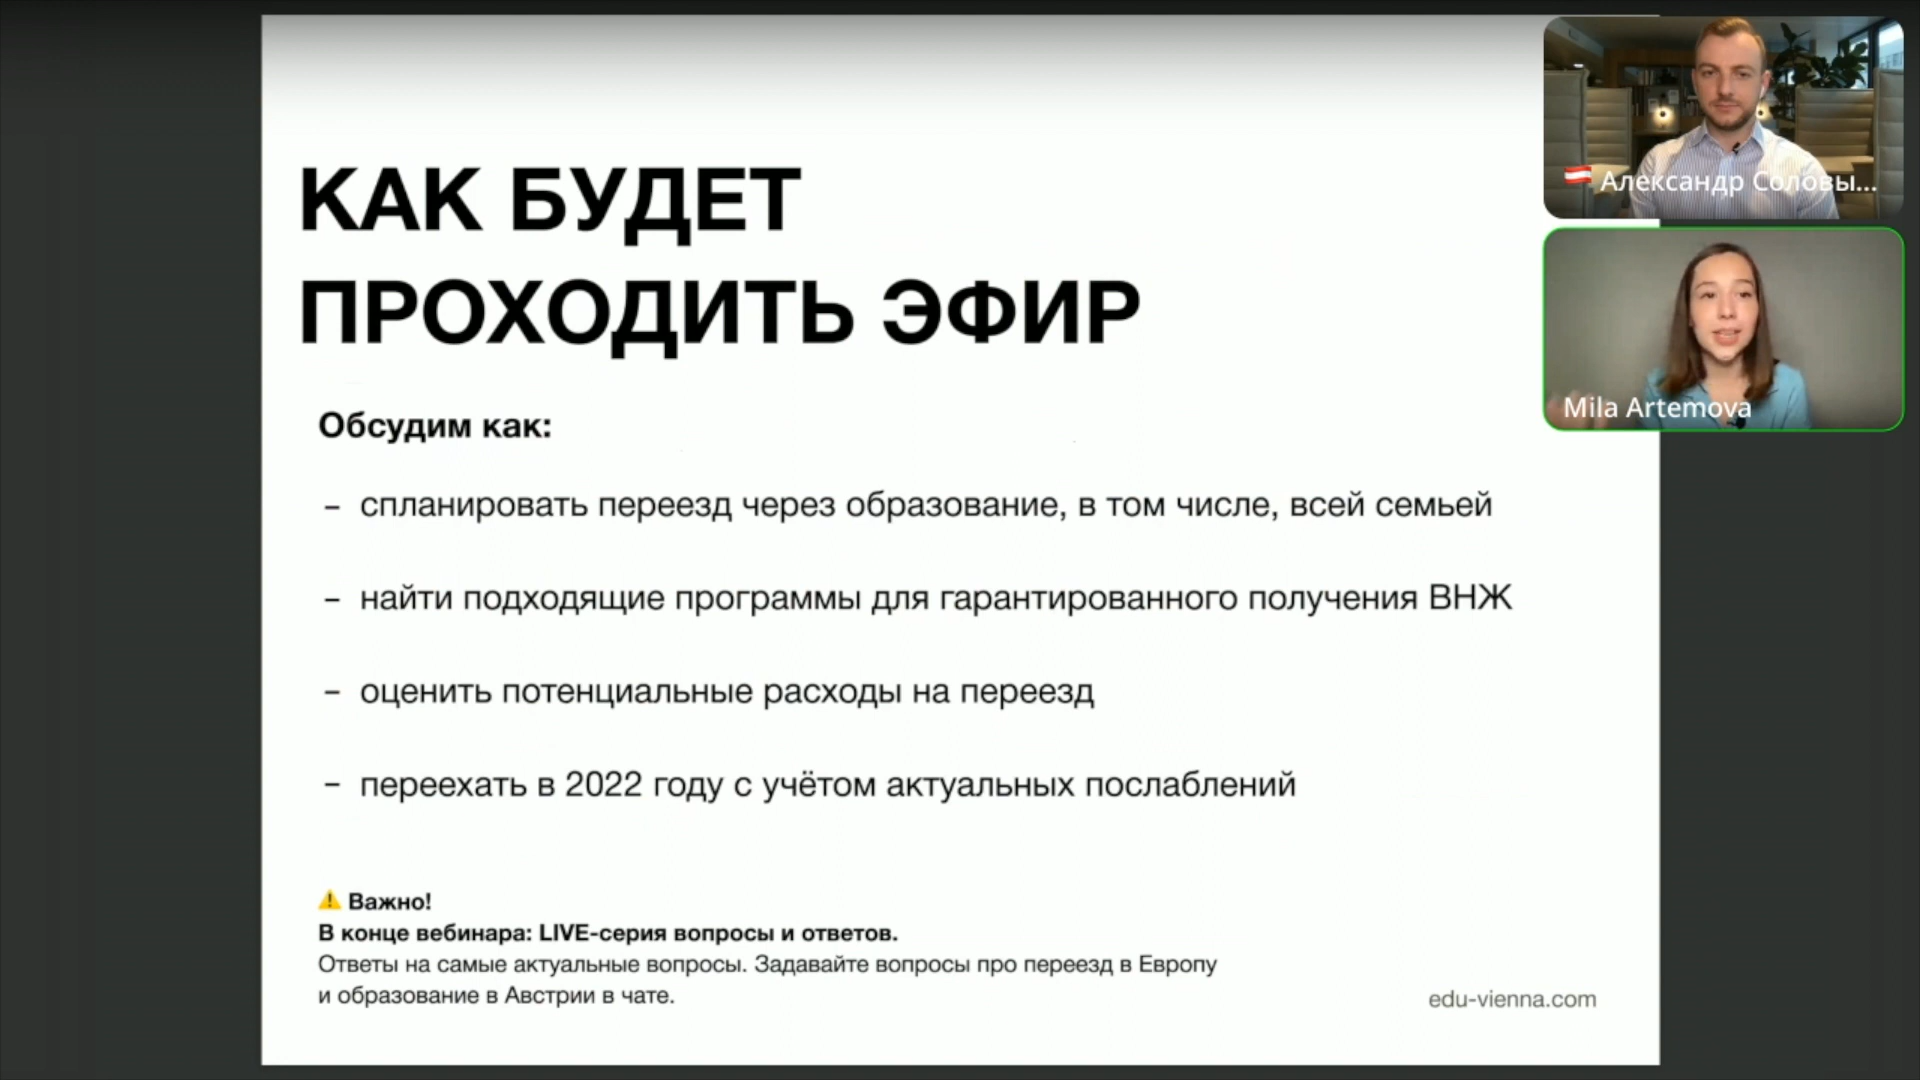 КАК БУДЕТ
ПРОХОДИТЬ ЭФИР
Обсудим как:
– спланировать переезд через образование, в том числе, всей семьей
– найти подходящие программы для гарантированного получения ВНЖ
– оценить потенциальные расходы на переезд
– переехать в 2022 году с учётом актуальных послаблений
⚠️ Важно!
В конце вебинара: LIVE-серия вопросы и ответов.
Ответы на самые актуальные вопросы. Задавайте вопросы про переезд в Европу
и образование в Австрии в чате.
edu-vienna.com
Александр Соловы...
Mila Artemova